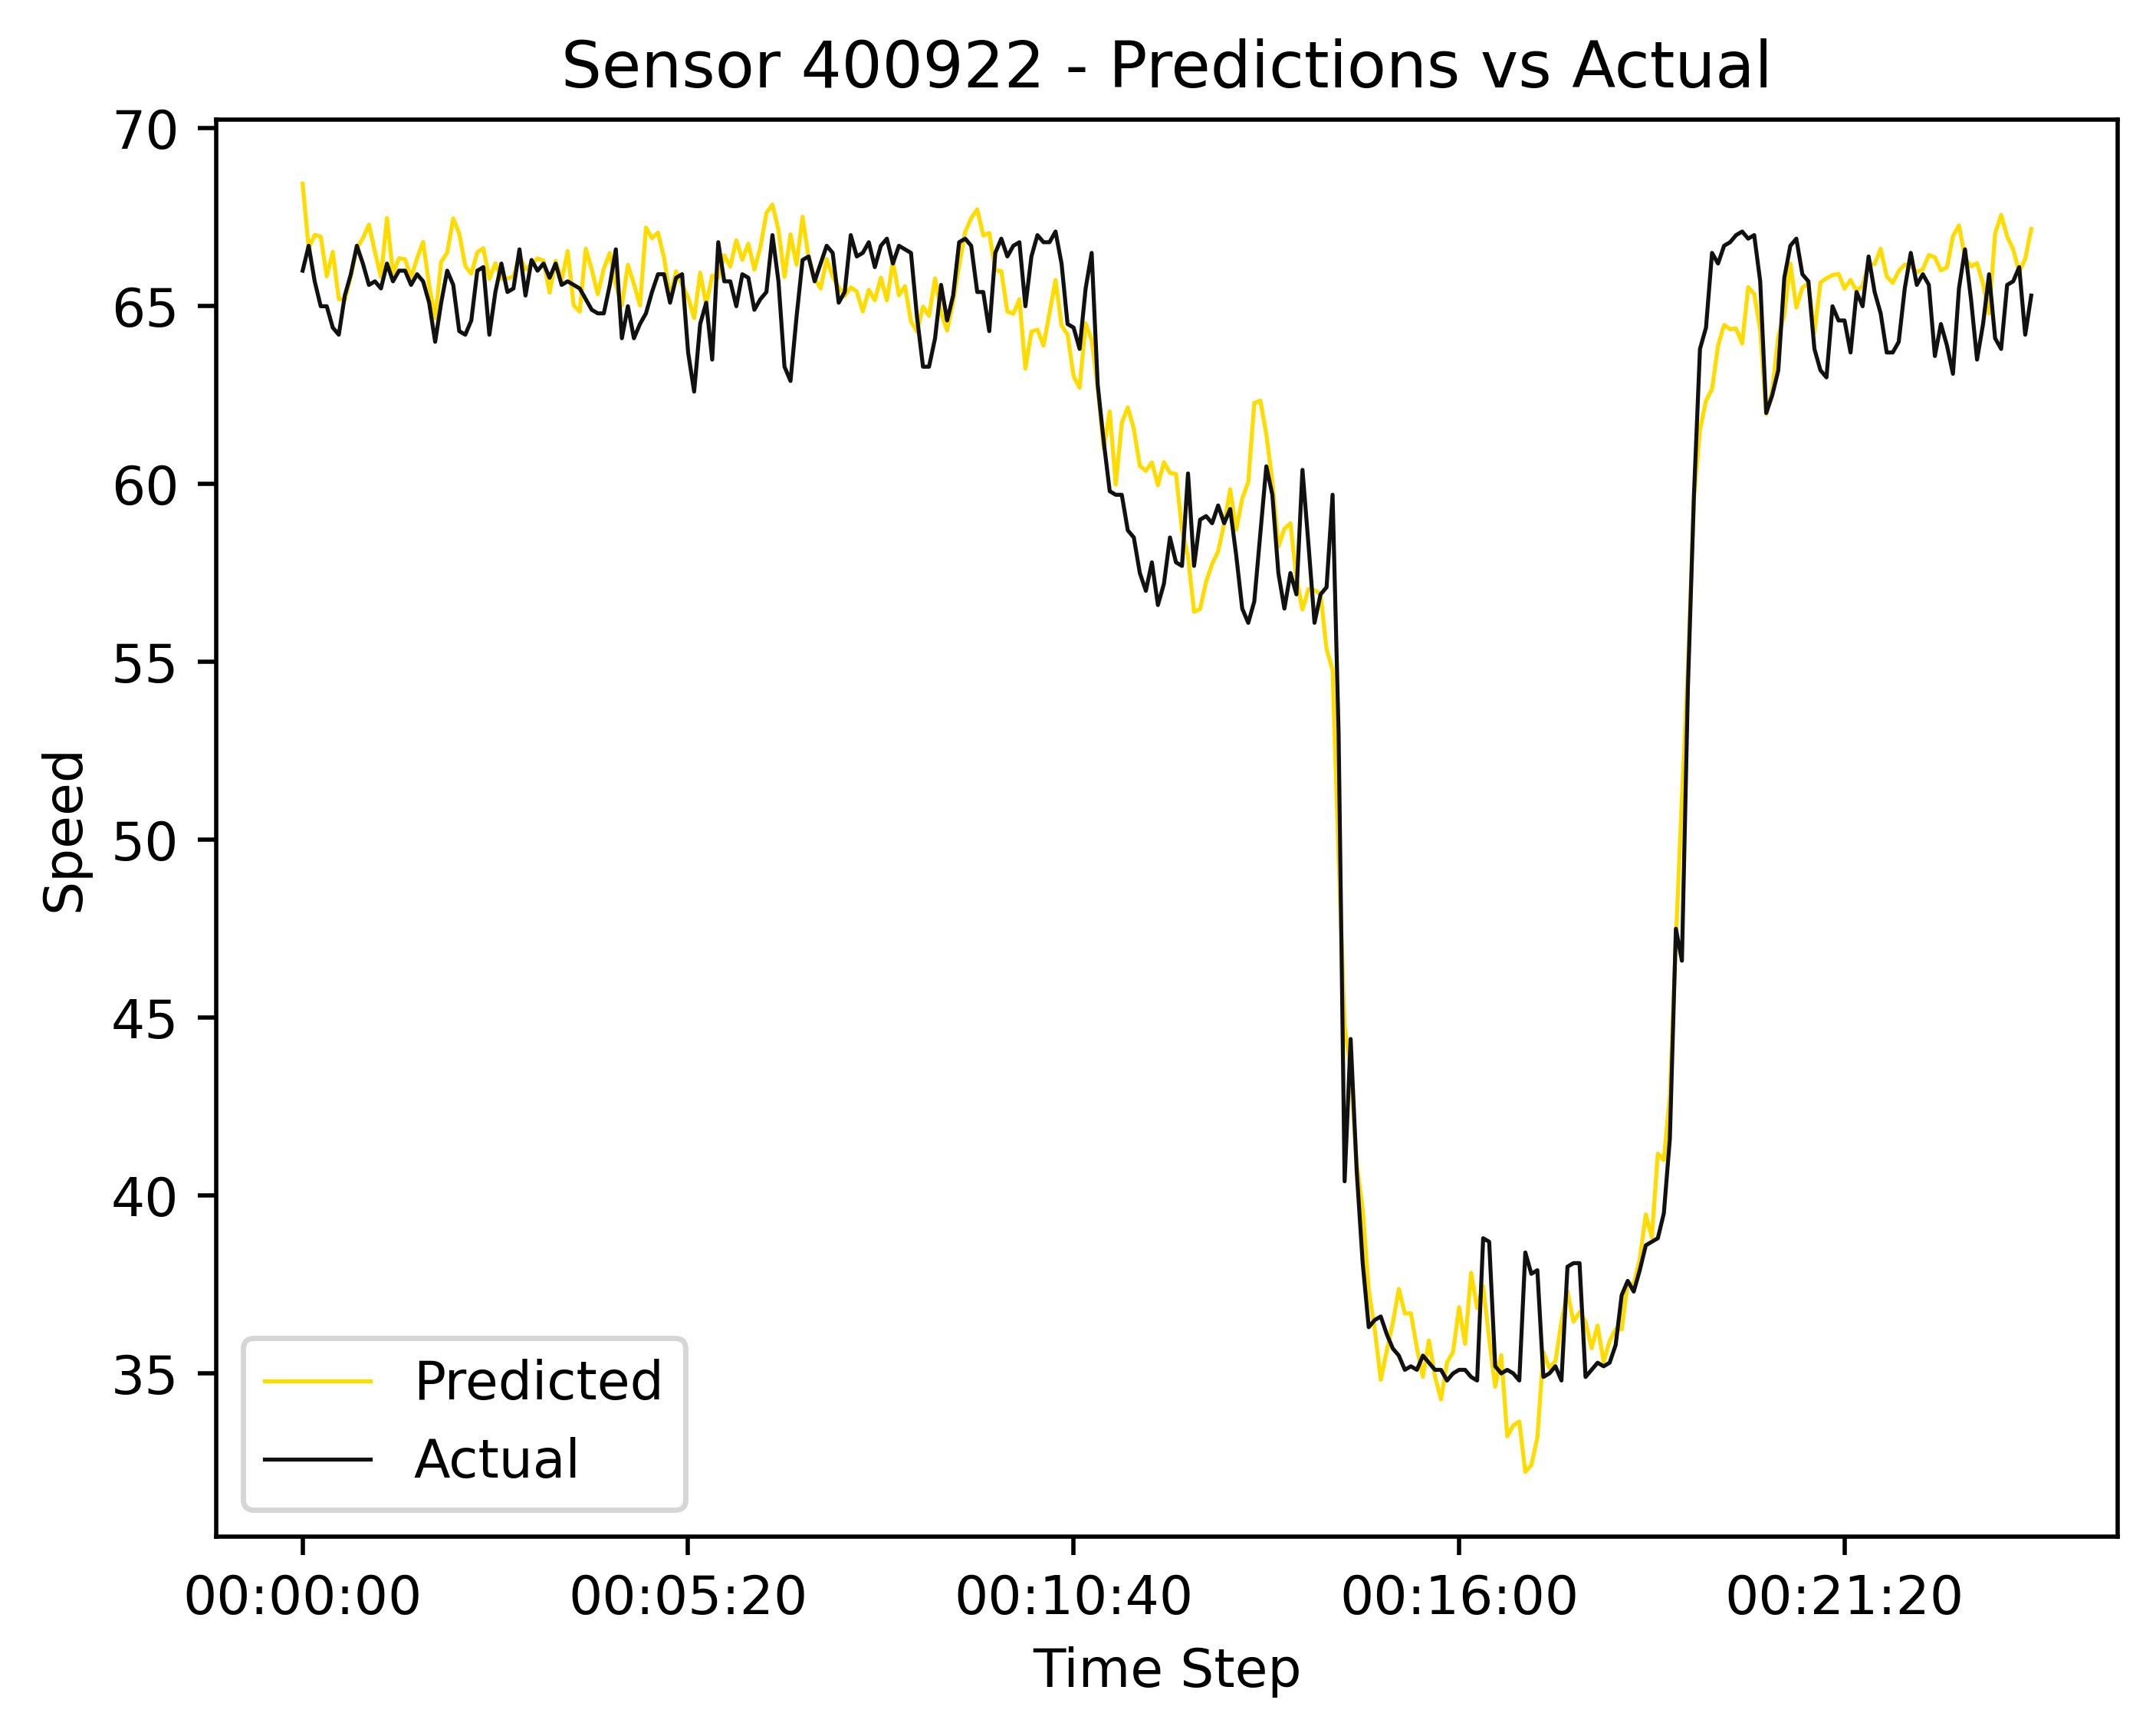 Sensor 400922 - Predictions vs Actual
70
65
60
55
50
45
40
35
Speed
Predicted
Actual
00:00:00
00:05:20
00:10:40
00:16:00
00:21:20
Time Step